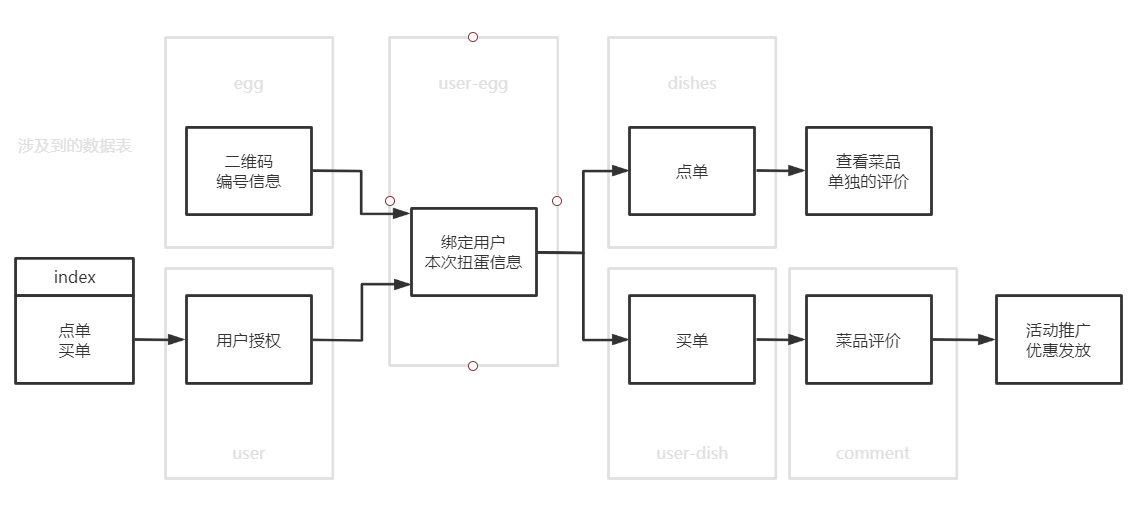 egg
user-egg
dishes
涉及到的数据表
二维码
编号信息
点单
查看菜品
单独的评价
绑定用户
本次扭蛋信息
index
点单
买单
用户授权
买单
菜品评价
活动推广
优惠发放
user
user-dish
comment